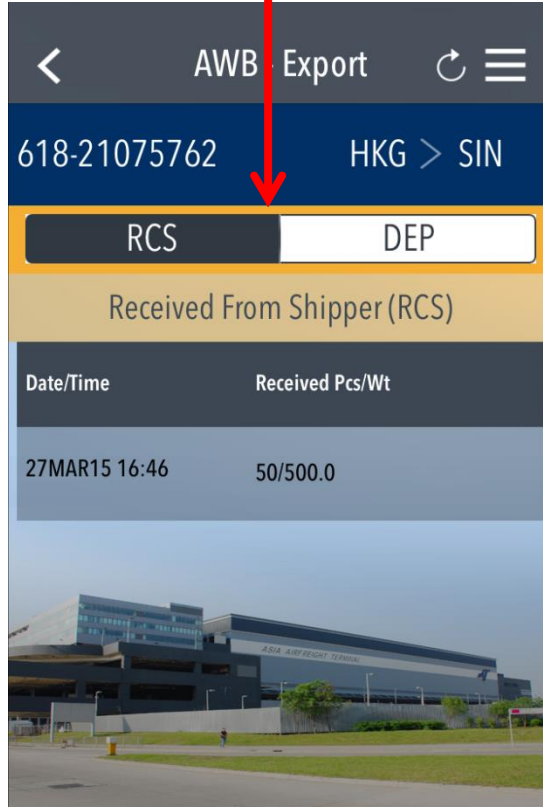 AWB - Export
618-21075762 HKG > SIN
RCS DEP
Received From Shipper (RCS)
Date/Time Received Pcs/Wt
27MAR15 16:46 50/500.0
ASIA AIRFREIGHT TERMINAL